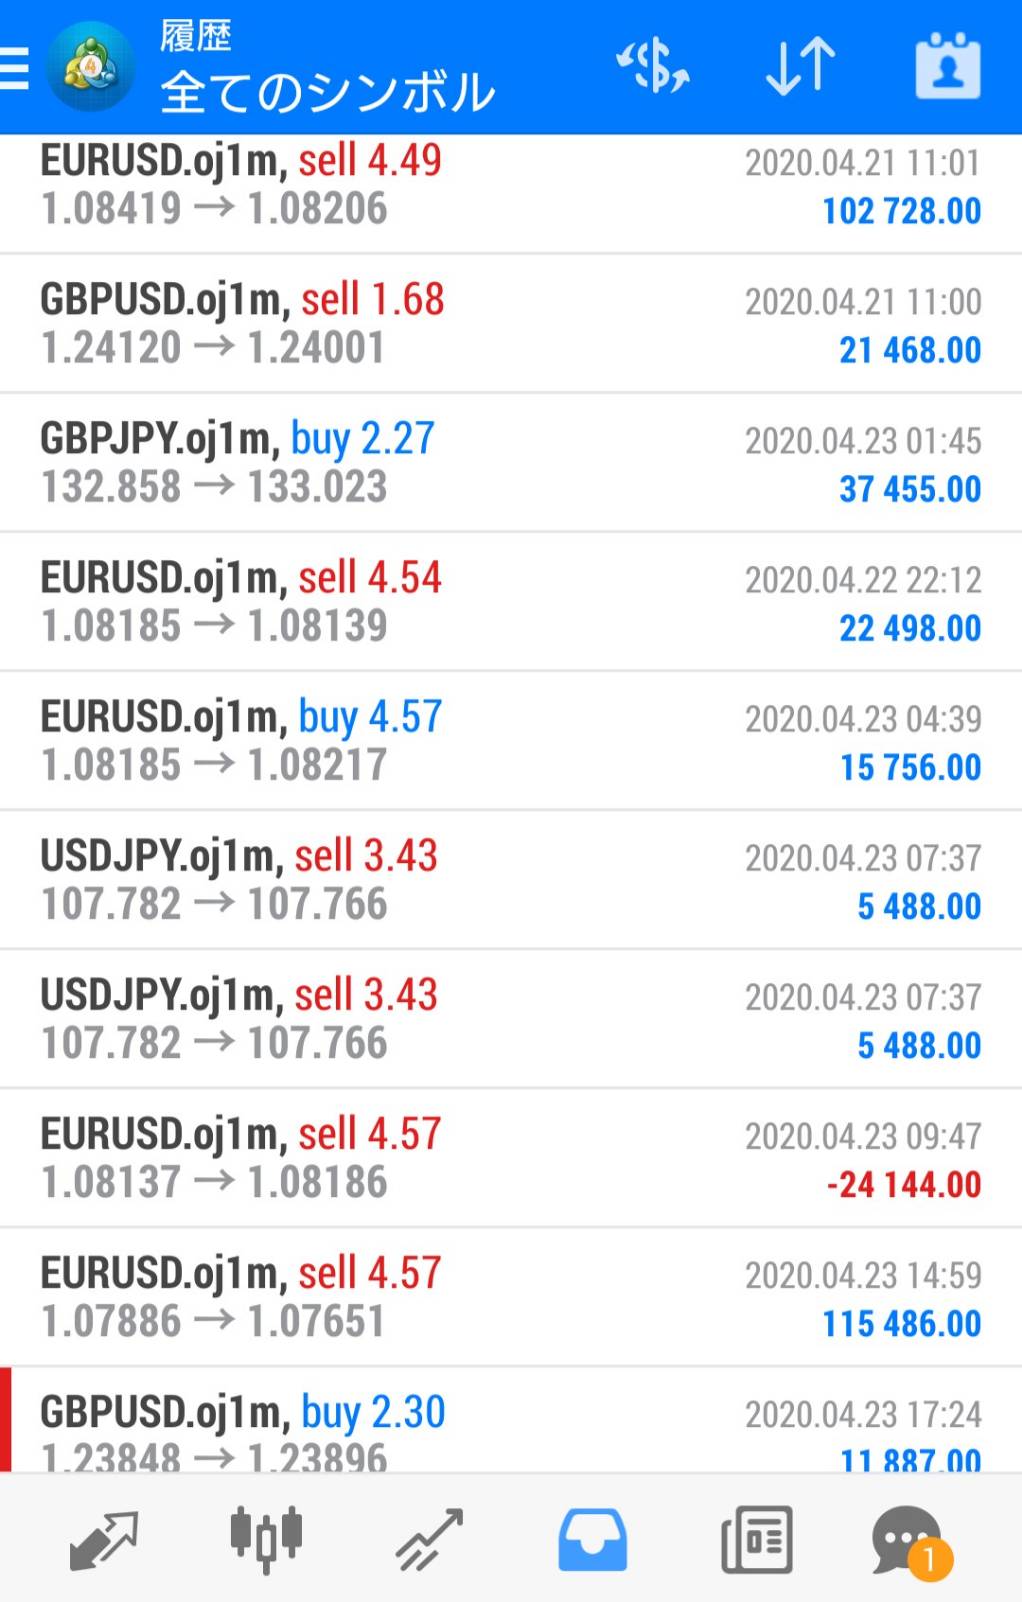 履歴
全てのシンボル
EURUSD.oj1m, sell 4.49 2020.04.21 11:01
1.08419 → 1.08206 102 728.00
GBPUSD.oj1m, sell 1.68 2020.04.21 11:00
1.24120 → 1.24001 21 468.00
GBPJPY.oj1m, buy 2.27 2020.04.23 01:45
132.858 → 133.023 37 455.00
EURUSD.oj1m, sell 4.54 2020.04.22 22:12
1.08185 → 1.08139 22 498.00
EURUSD.oj1m, buy 4.57 2020.04.23 04:39
1.08185 → 1.08217 15 756.00
USDJPY.oj1m, sell 3.43 2020.04.23 07:37
107.782 → 107.766 5 488.00
USDJPY.oj1m, sell 3.43 2020.04.23 07:37
107.782 → 107.766 5 488.00
EURUSD.oj1m, sell 4.57 2020.04.23 09:47
1.08137 → 1.08186 -24 144.00
EURUSD.oj1m, sell 4.57 2020.04.23 14:59
1.07886 → 1.07651 115 486.00
GBPUSD.oj1m, buy 2.30 2020.04.23 17:24
1.23848 → 1.23896 11 887.00
1